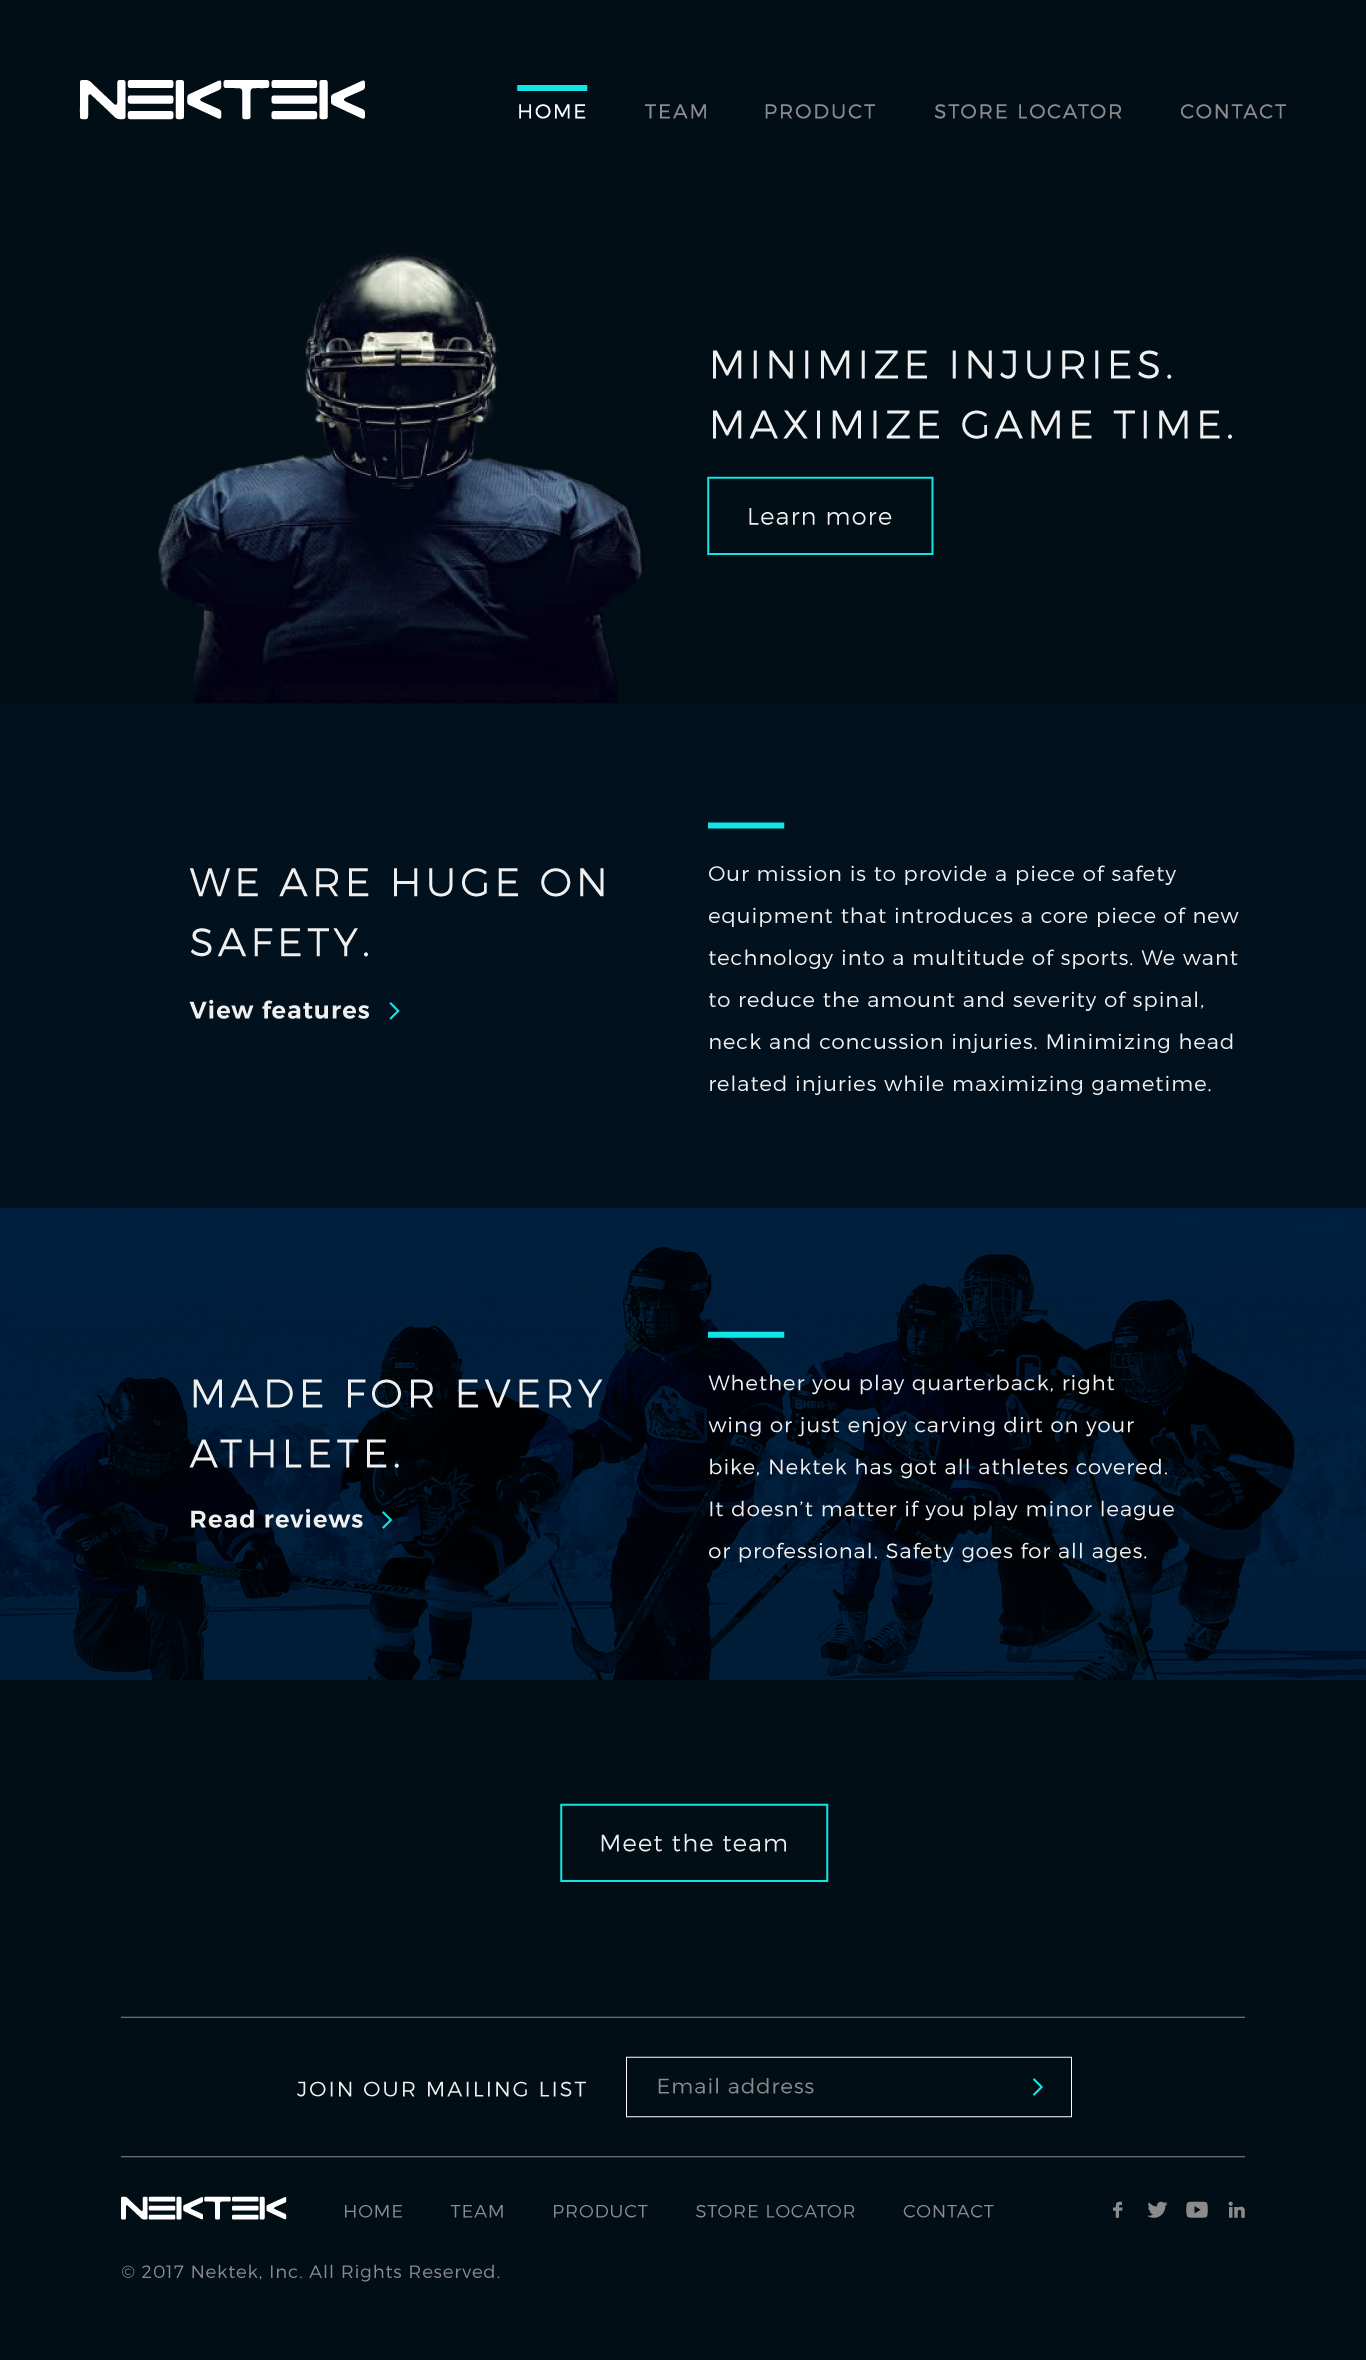 NEKTEK
HOME TEAM PRODUCT STORE LOCATOR CONTACT
MINIMIZE INJURIES.
MAXIMIZE GAME TIME.
Learn more
WE ARE HUGE ON
SAFETY.
View features
Our mission is to provide a piece of safety
equipment that introduces a core piece of new
technology into a multitude of sports. We want
to reduce the amount and severity of spinal,
neck and concussion injuries. Minimizing head
related injuries while maximizing gametime.
MADE FOR EVERY
ATHLETE.
Read reviews
Whether you play quarterback, right
wing or just enjoy carving dirt on your
bike, Nektek has got all athletes covered.
It doesn’t matter if you play minor league
or professional. Safety goes for all ages.
Meet the team
JOIN OUR MAILING LIST
Email address
NEKTEK
HOME TEAM PRODUCT STORE LOCATOR CONTACT
© 2017 Nektek, Inc. All Rights Reserved.